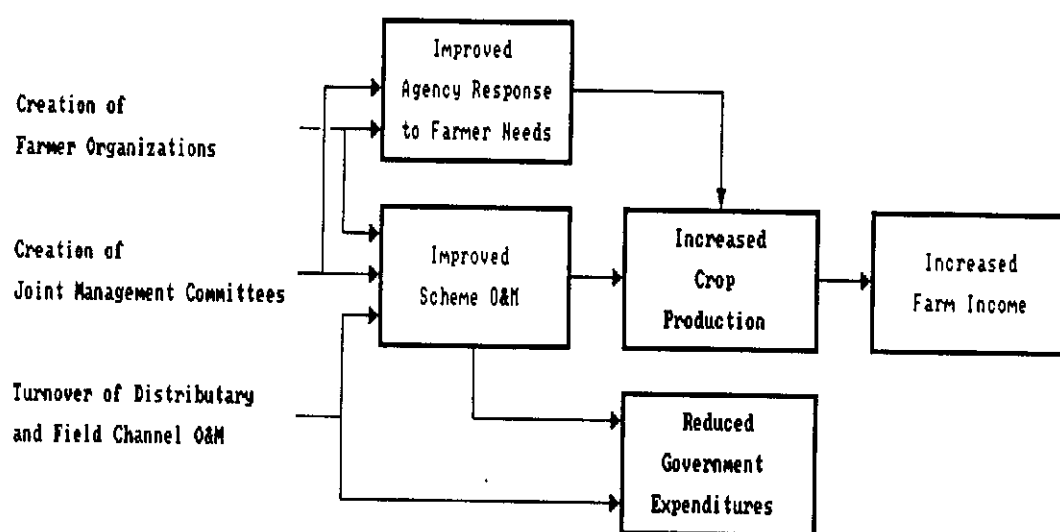 Improved
Agency Response
to Farmer Needs
Creation of
Farmer Organizations
Creation of
Joint Management Committees
Improved
Scheme O&M
Increased
Crop
Production
Increased
Farm Income
Turnover of Distributary
and Field Channel O&M
Reduced
Government
Expenditures